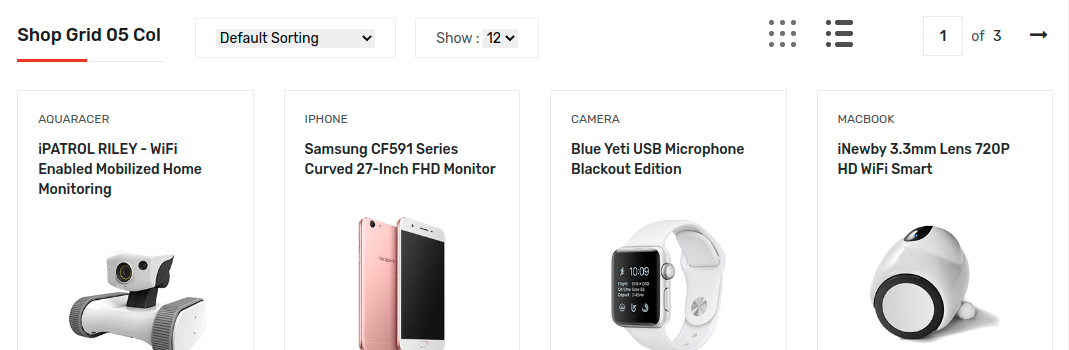 Shop Grid 05 Col
Default Sorting
Show : 12
1 of 3
AQUARACER
iPATROL RILEY - WiFi
Enabled Mobilized Home
Monitoring
IPHONE
Samsung CF591 Series
Curved 27-Inch FHD Monitor
CAMERA
Blue Yeti USB Microphone
Blackout Edition
10:09
MACBOOK
iNewby 3.3mm Lens 720P
HD WiFi Smart